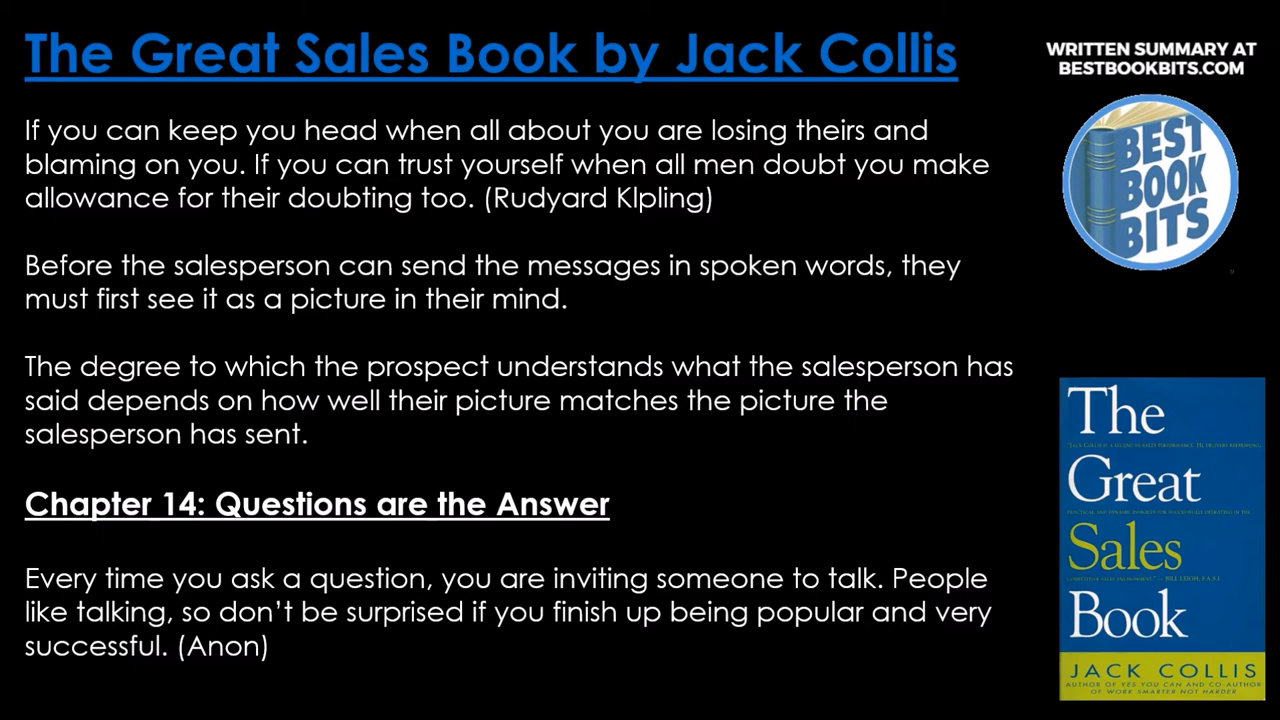 The Great Sales Book by Jack Collis
WRITTEN SUMMARY AT
BESTBOOKBITS.COM
If you can keep you head when all about you are losing theirs and
blaming on you. If you can trust yourself when all men doubt you make
allowance for their doubting too. (Rudyard KIpling)
BEST
BOOK
BITS
Before the salesperson can send the messages in spoken words, they
must first see it as a picture in their mind.
The degree to which the prospect understands what the salesperson has
said depends on how well their picture matches the picture the
salesperson has sent.
Chapter 14: Questions are the Answer
Every time you ask a question, you are inviting someone to talk. People
like talking, so don't be surprised if you finish up being popular and very
successful. (Anon)
The
Great
Sales
Book
JACK COLLIS
AUTHOR OF YES YOU CAN AND CO-AUTHOR
OF WORK SMARTER NOT HARDER